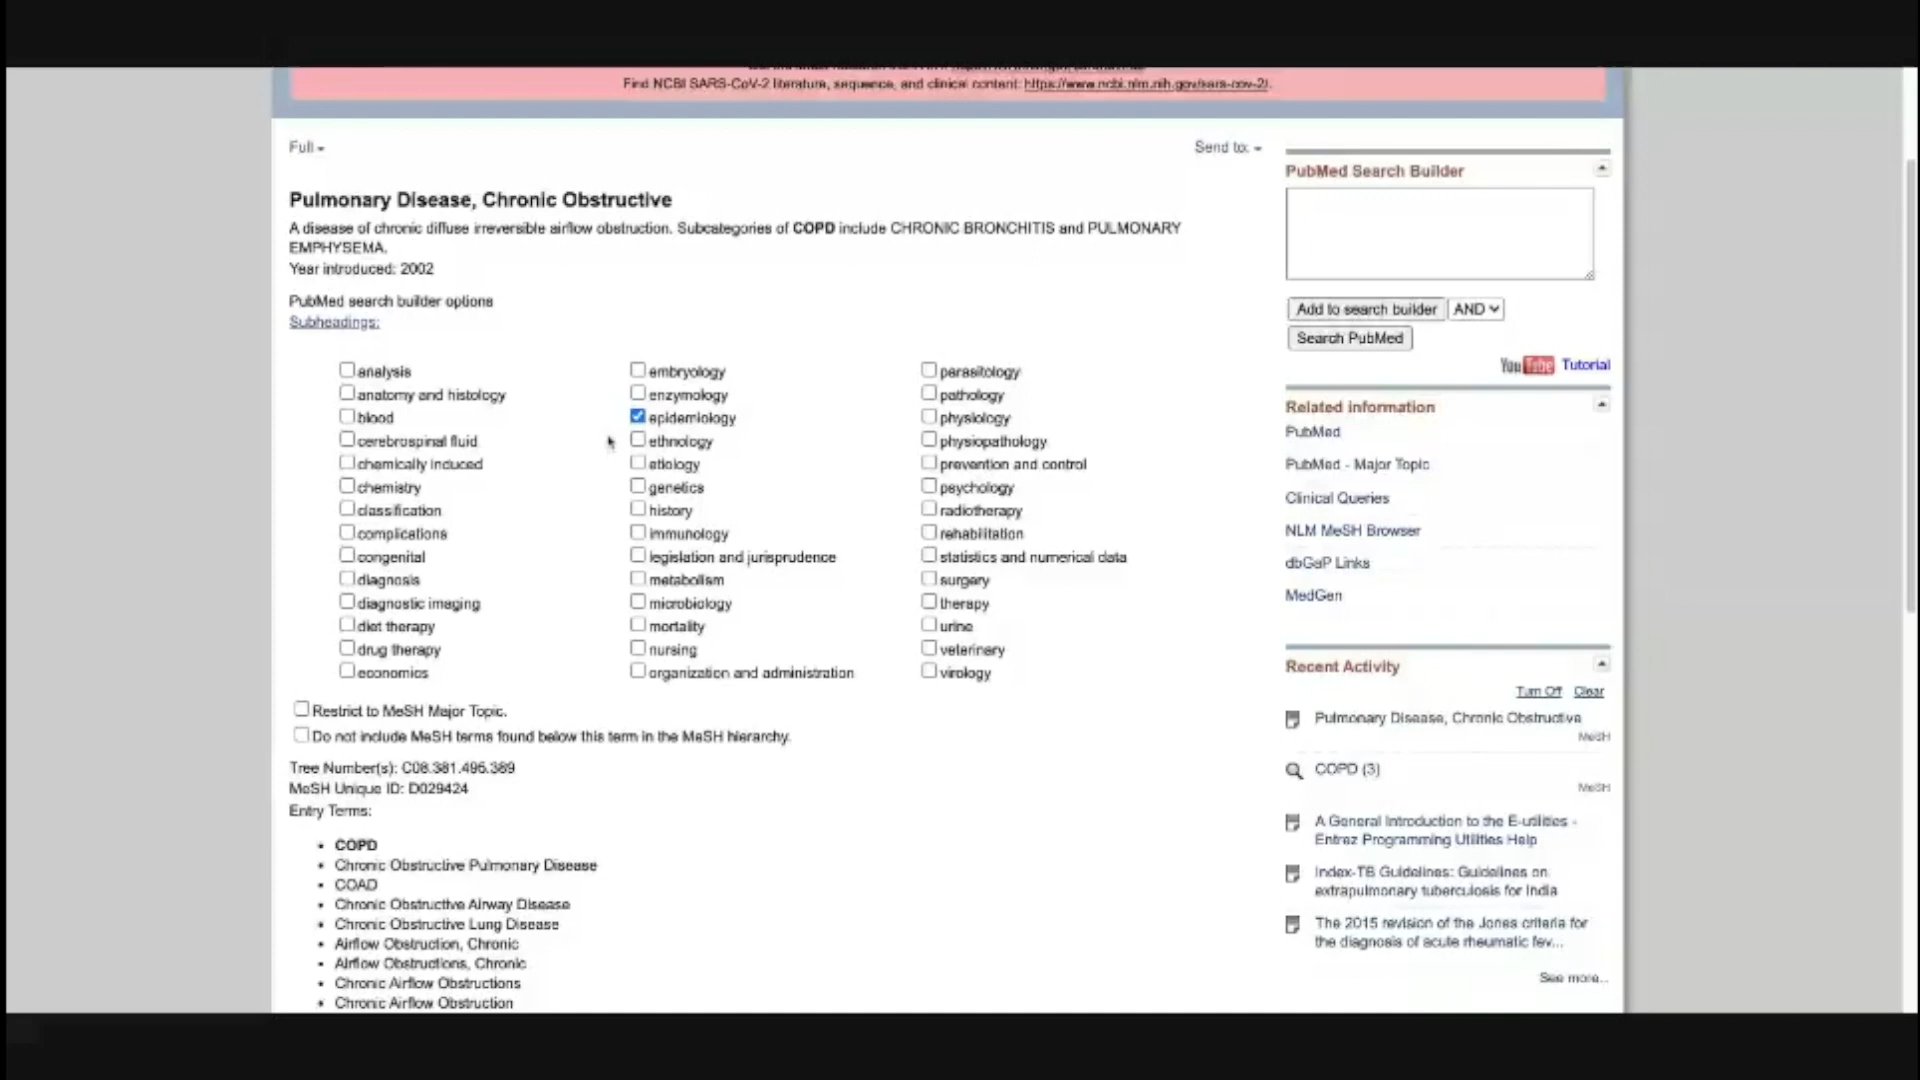 Find NCBI SARS-CoV-2 literature, sequence, and clinical content: https://www.ncbi.nlm.nih.gov/sars-cov-2/.
Full
Send to:
Pulmonary Disease, Chronic Obstructive
A disease of chronic diffuse irreversible airflow obstruction. Subcategories of COPD include CHRONIC BRONCHITIS and PULMONARY
EMPHYSEMA.
Year introduced: 2002
PubMed search builder options
Subheadings:
analysis
anatomy and histology
blood
cerebrospinal fluid
chemically induced
chemistry
classification
complications
congenital
diagnosis
diagnostic imaging
diet therapy
drug therapy
economics
embryology
enzymology
epidemiology
ethnology
etiology
genetics
history
immunology
legislation and jurisprudence
metabolism
microbiology
mortality
nursing
organization and administration
parasitology
pathology
physiology
physiopathology
prevention and control
psychology
radiotherapy
rehabilitation
statistics and numerical data
surgery
therapy
urine
veterinary
virology
Restrict to MeSH Major Topic.
Do not include MeSH terms found below this term in the MeSH hierarchy.
Tree Number(s): C08.381.495.389
MeSH Unique ID: D029424
Entry Terms:
• COPD
• Chronic Obstructive Pulmonary Disease
• COAD
• Chronic Obstructive Airway Disease
• Chronic Obstructive Lung Disease
• Airflow Obstruction, Chronic
• Airflow Obstructions, Chronic
• Chronic Airflow Obstructions
• Chronic Airflow Obstruction
PubMed Search Builder
Add to search builder AND
Search PubMed
YouTube Tutorial
Related information
PubMed
PubMed - Major Topic
Clinical Queries
NLM MeSH Browser
dbGaP Links
MedGen
Recent Activity
Turn Off Clear
Pulmonary Disease, Chronic Obstructive
MeSH
COPD (3)
MeSH
A General Introduction to the E-utilities -
Entrez Programming Utilities Help
Index-TB Guidelines: Guidelines on
extrapulmonary tuberculosis for India
The 2015 revision of the Jones criteria for
the diagnosis of acute rheumatic fev...
See more...